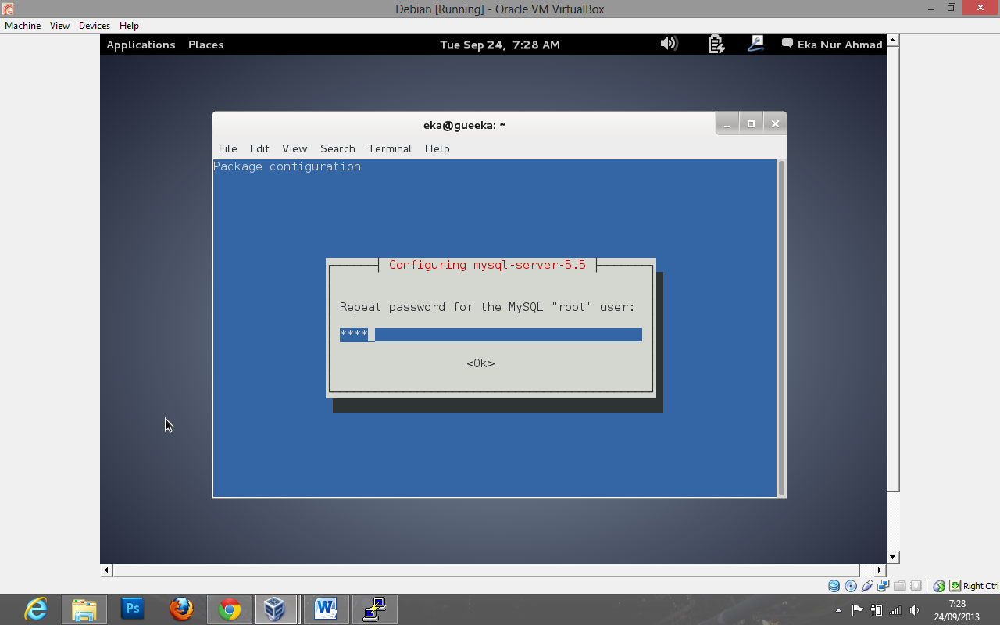 Debian [Running] - Oracle VM VirtualBox
Machine View Devices Help
Applications Places Tue Sep 24, 7:28 AM Eka Nur Ahmad
eka@gueeka: ~
File Edit View Search Terminal Help
Package configuration
Configuring mysql-server-5.5
Repeat password for the MySQL "root" user:
****
<Ok>
Right Ctrl
Ps
W
7:28
24/09/2013